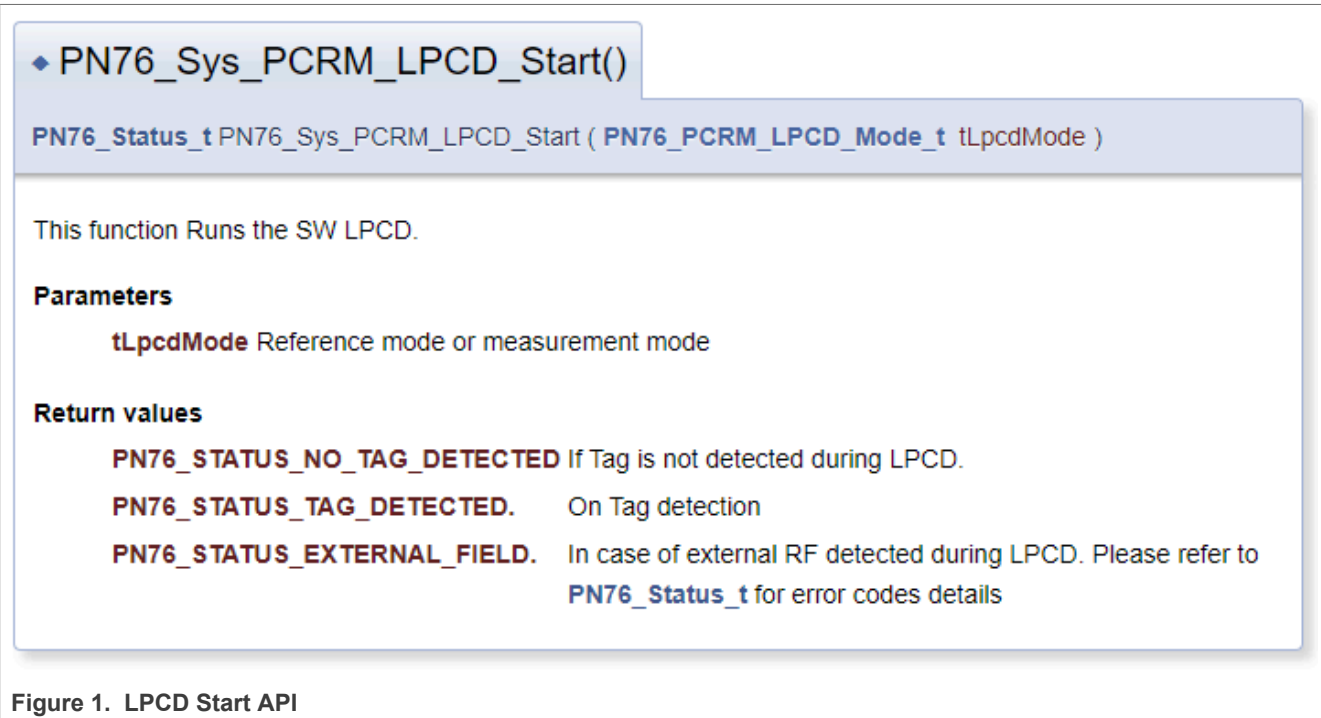 PN76_Sys_PCRM_LPCD_Start()
PN76_Status_t PN76_Sys_PCRM_LPCD_Start ( PN76_PCRM_LPCD_Mode_t tLpcdMode )
This function Runs the SW LPCD.
Parameters
tLpcdMode Reference mode or measurement mode
Return values
PN76_STATUS_NO_TAG_DETECTED If Tag is not detected during LPCD.
PN76_STATUS_TAG_DETECTED. On Tag detection
PN76_STATUS_EXTERNAL_FIELD. In case of external RF detected during LPCD. Please refer to
PN76_Status_t for error codes details
Figure 1. LPCD Start API